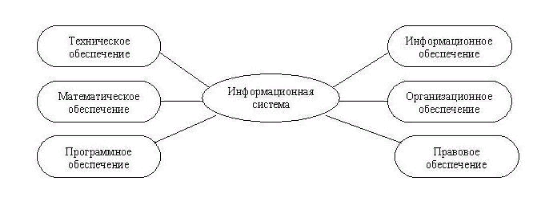 Техническое
обеспечение
Математическое
обеспечение
Программное
обеспечение
Информационная
система
Информационное
обеспечение
Организационное
обеспечение
Правовое
обеспечение